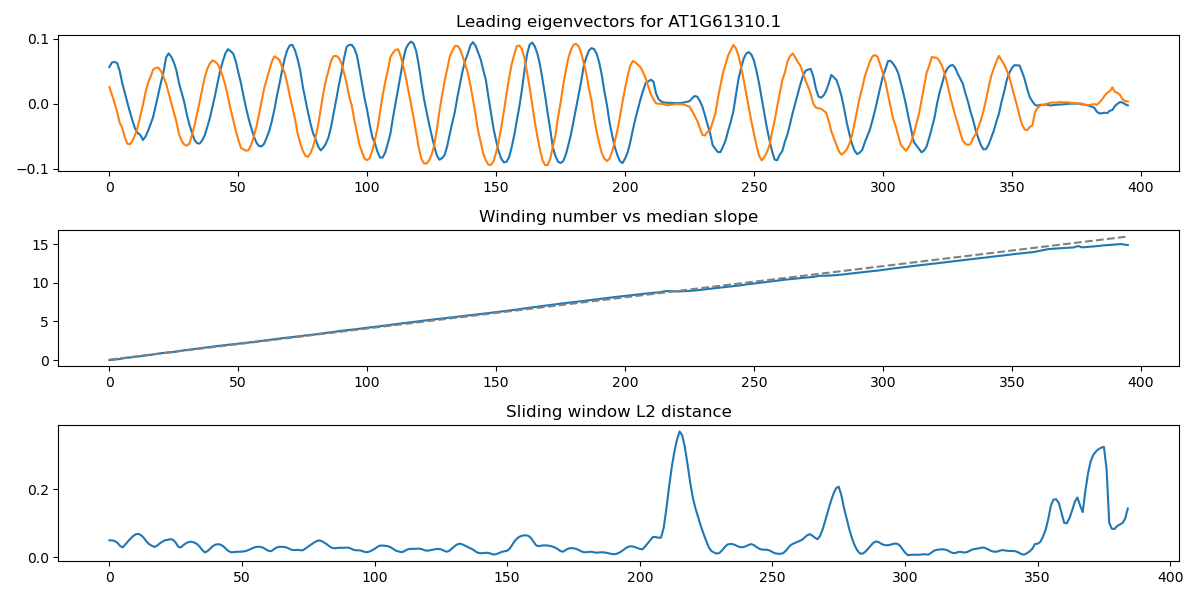 Leading eigenvectors for AT1G61310.1
0.1
0.0
−0.1
0 50 100 150 200 250 300 350 400
Winding number vs median slope
15
10
5
0
0 50 100 150 200 250 300 350 400
Sliding window L2 distance
0.2
0.0
0 50 100 150 200 250 300 350 400